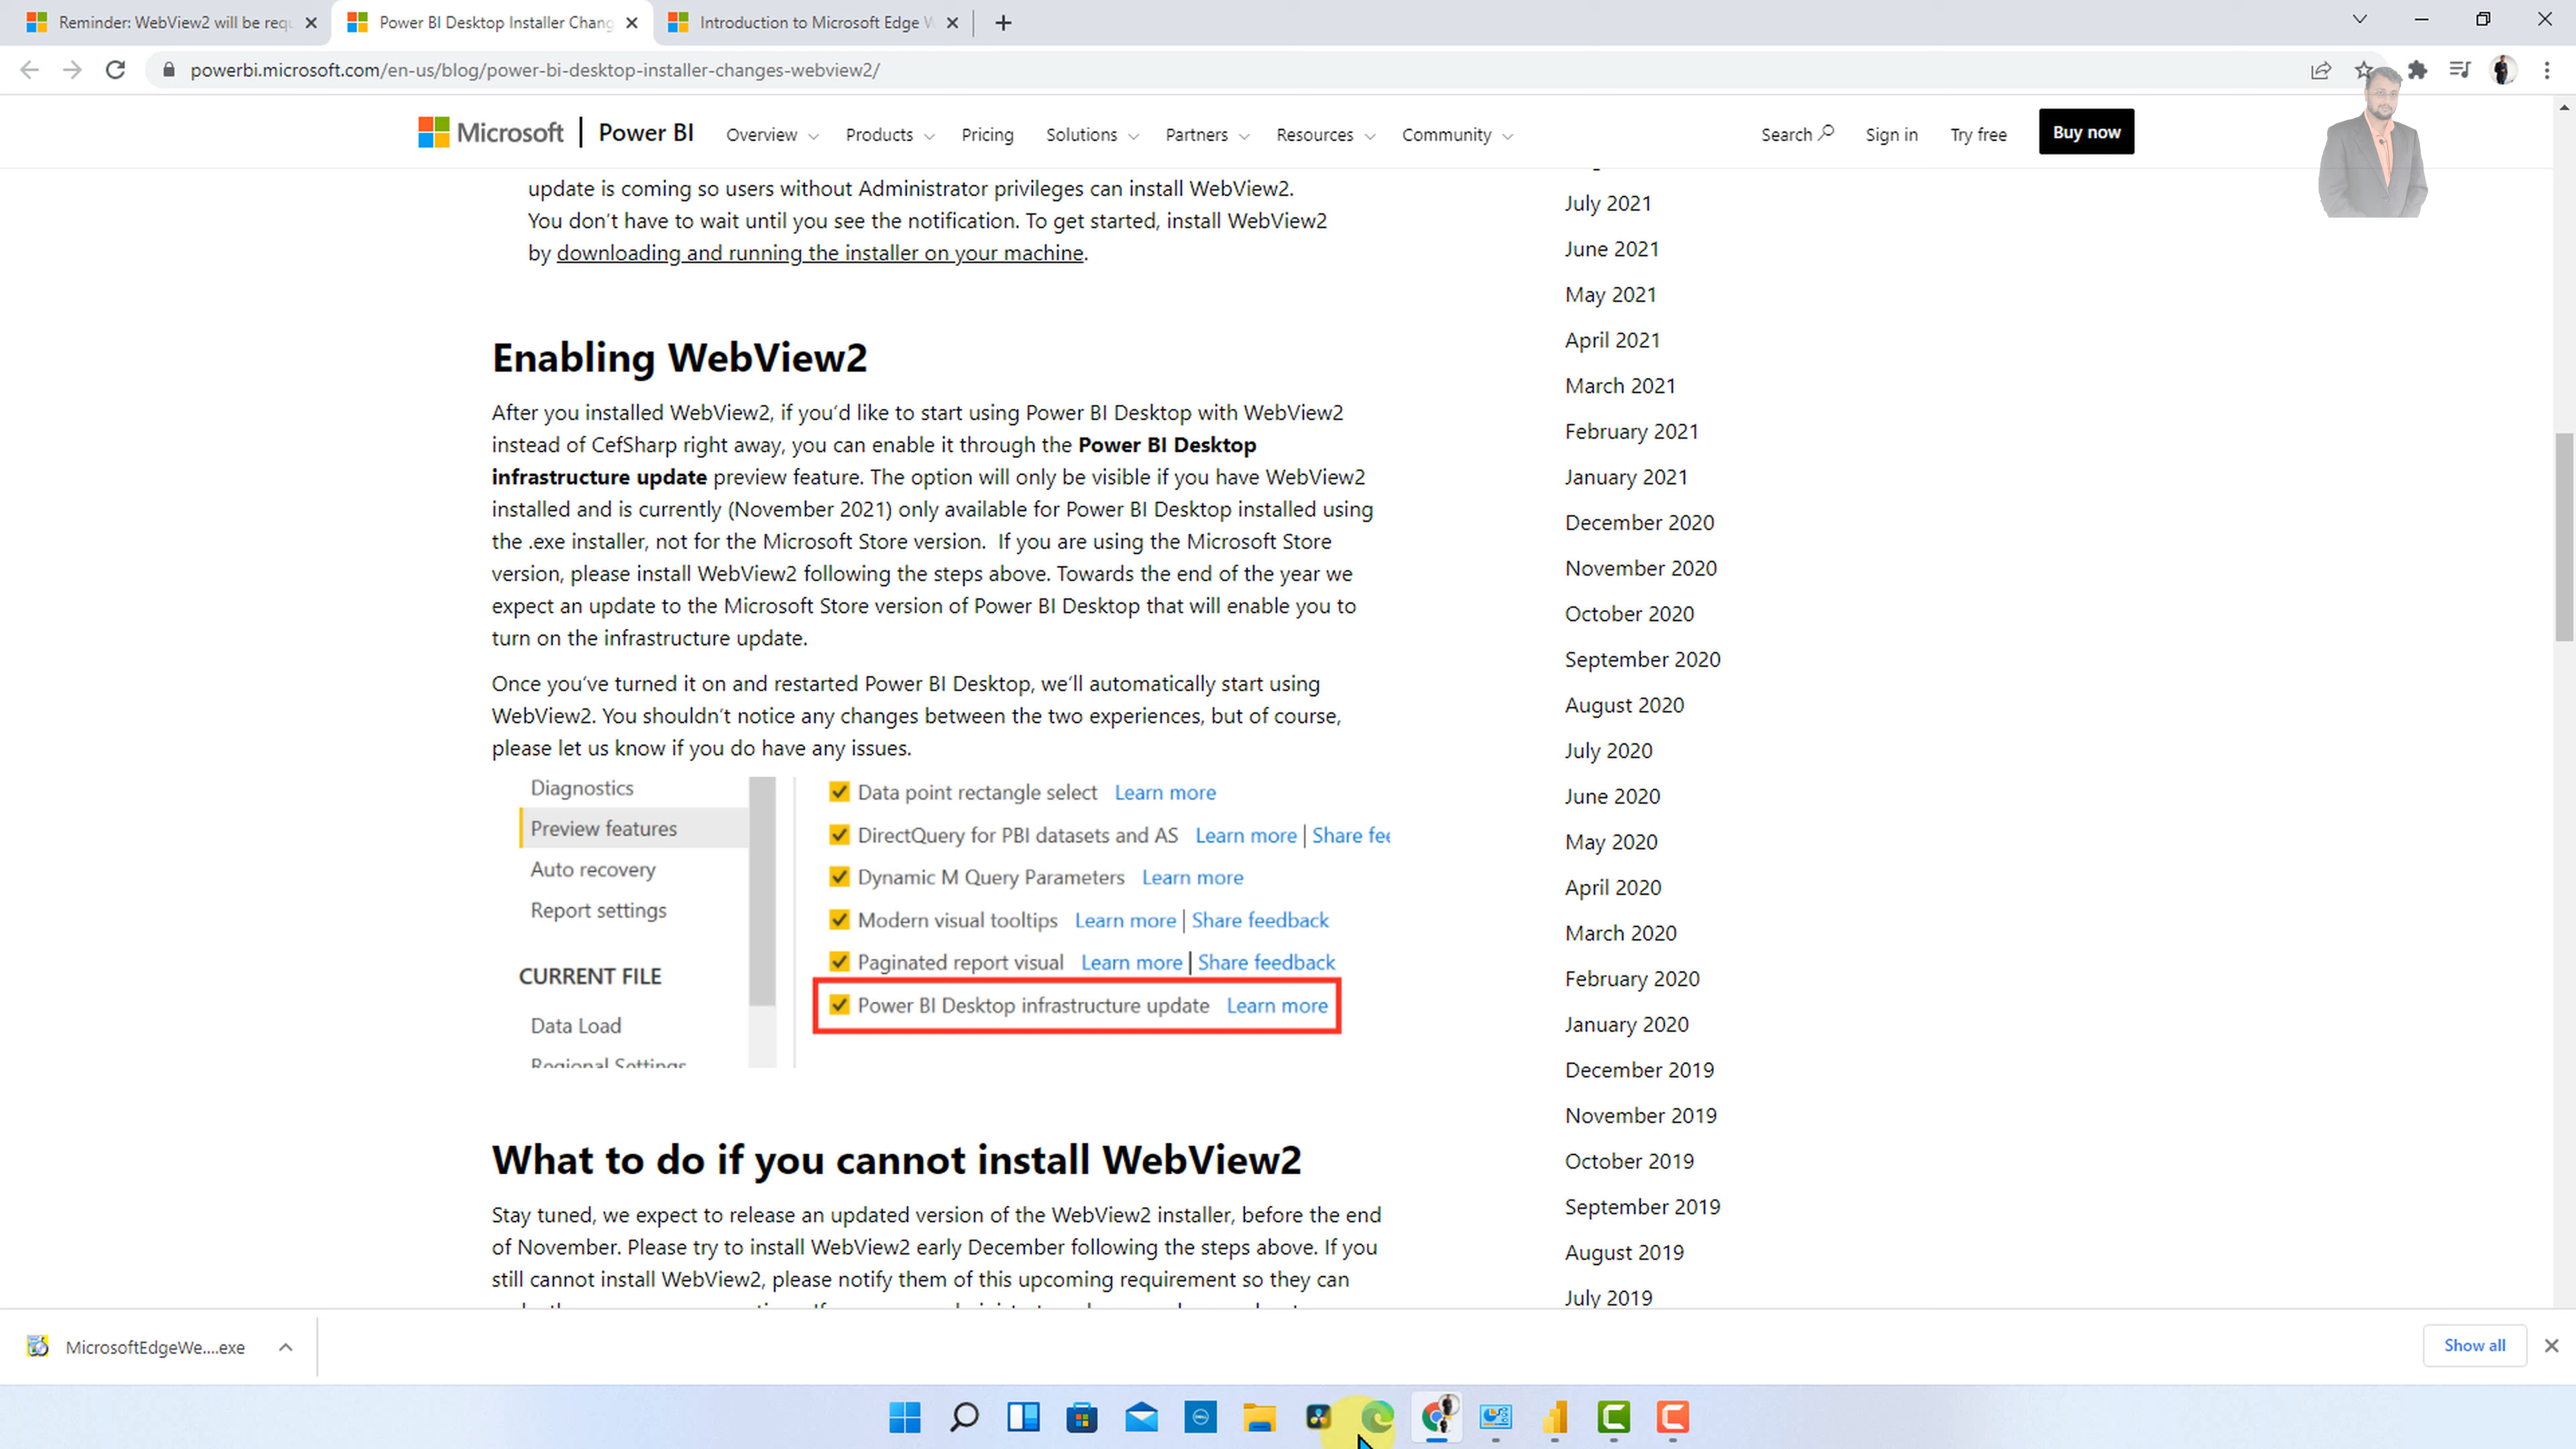 Reminder: WebView2 will be requ
Power BI Desktop Installer Chang
Introduction to Microsoft Edge W
powerbi.microsoft.com/en-us/blog/power-bi-desktop-installer-changes-webview2/
Microsoft | Power BI Overview Products Pricing Solutions Partners Resources Community Search Sign in Try free Buy now
update is coming so users without Administrator privileges can install WebView2.
You don't have to wait until you see the notification. To get started, install WebView2
by downloading and running the installer on your machine.
Enabling WebView2
After you installed WebView2, if you'd like to start using Power BI Desktop with WebView2
instead of CefSharp right away, you can enable it through the Power BI Desktop
infrastructure update preview feature. The option will only be visible if you have WebView2
installed and is currently (November 2021) only available for Power BI Desktop installed using
the .exe installer, not for the Microsoft Store version. If you are using the Microsoft Store
version, please install WebView2 following the steps above. Towards the end of the year we
expect an update to the Microsoft Store version of Power BI Desktop that will enable you to
turn on the infrastructure update.
Once you've turned it on and restarted Power BI Desktop, we'll automatically start using
WebView2. You shouldn't notice any changes between the two experiences, but of course,
please let us know if you do have any issues.
Diagnostics
Preview features
Auto recovery
Report settings
CURRENT FILE
Data Load
Regional Settings
Data point rectangle select Learn more
DirectQuery for PBI datasets and AS Learn more | Share fee
Dynamic M Query Parameters Learn more
Modern visual tooltips Learn more | Share feedback
Paginated report visual Learn more | Share feedback
Power BI Desktop infrastructure update Learn more
What to do if you cannot install WebView2
Stay tuned, we expect to release an updated version of the WebView2 installer, before the end
of November. Please try to install WebView2 early December following the steps above. If you
still cannot install WebView2, please notify them of this upcoming requirement so they can
July 2021
June 2021
May 2021
April 2021
March 2021
February 2021
January 2021
December 2020
November 2020
October 2020
September 2020
August 2020
July 2020
June 2020
May 2020
April 2020
March 2020
February 2020
January 2020
December 2019
November 2019
October 2019
September 2019
August 2019
July 2019
MicrosoftEdgeWe....exe
Show all